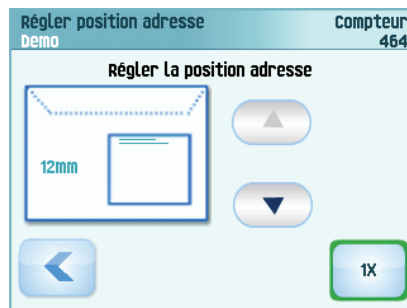 Régler position adresse Compteur
Demo 464
Régler la position adresse
12mm
1X